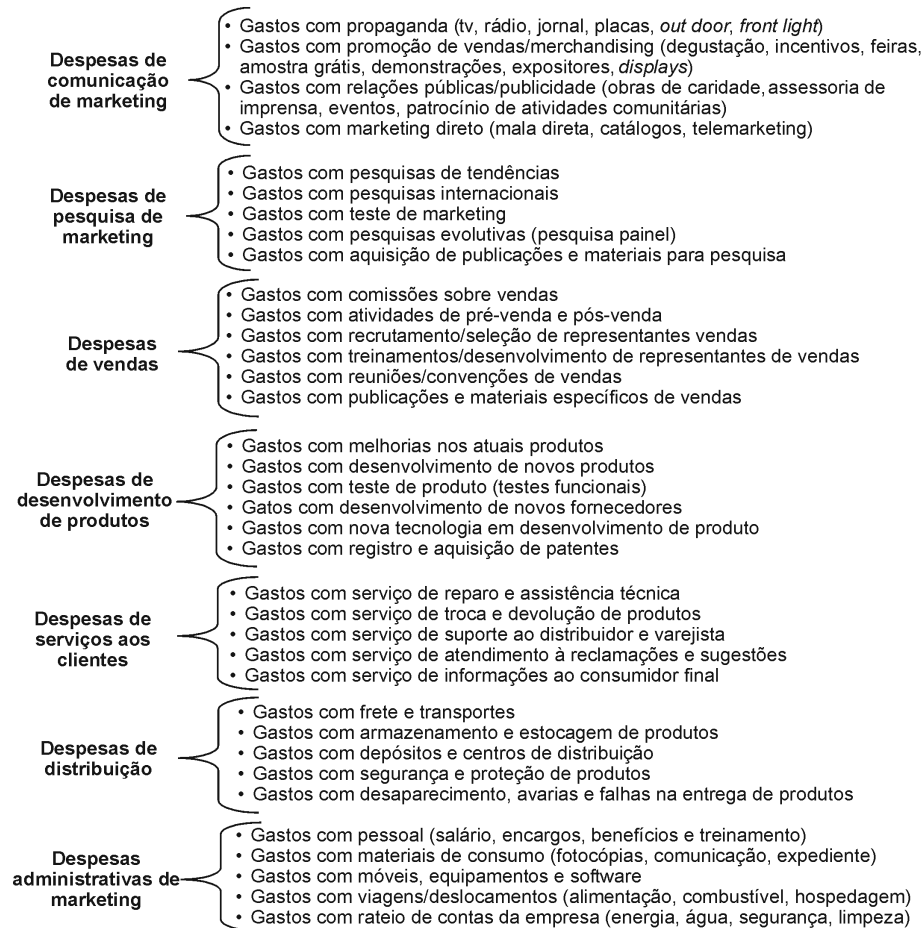 Despesas de
comunicação
de marketing
• Gastos com propaganda (tv, rádio, jornal, placas, out door, front light)
• Gastos com promoção de vendas/merchandising (degustação, incentivos, feiras,
amostra grátis, demonstrações, expositores, displays)
• Gastos com relações públicas/publicidade (obras de caridade, assessoria de
imprensa, eventos, patrocínio de atividades comunitárias)
• Gastos com marketing direto (mala direta, catálogos, telemarketing)
Despesas de
pesquisa de
marketing
• Gastos com pesquisas de tendências
• Gastos com pesquisas internacionais
• Gastos com teste de marketing
• Gastos com pesquisas evolutivas (pesquisa painel)
• Gastos com aquisição de publicações e materiais para pesquisa
Despesas
de vendas
• Gastos com comissões sobre vendas
• Gastos com atividades de pré-venda e pós-venda
• Gastos com recrutamento/seleção de representantes vendas
• Gastos com treinamentos/desenvolvimento de representantes de vendas
• Gastos com reuniões/convenções de vendas
• Gastos com publicações e materiais específicos de vendas
Despesas de
desenvolvimento
de produtos
• Gastos com melhorias nos atuais produtos
• Gastos com desenvolvimento de novos produtos
• Gastos com teste de produto (testes funcionais)
• Gatos com desenvolvimento de novos fornecedores
• Gastos com nova tecnologia em desenvolvimento de produto
• Gastos com registro e aquisição de patentes
Despesas de
serviços aos
clientes
• Gastos com serviço de reparo e assistência técnica
• Gastos com serviço de troca e devolução de produtos
• Gastos com serviço de suporte ao distribuidor e varejista
• Gastos com serviço de atendimento à reclamações e sugestões
• Gastos com serviço de informações ao consumidor final
Despesas de
distribuição
• Gastos com frete e transportes
• Gastos com armazenamento e estocagem de produtos
• Gastos com depósitos e centros de distribuição
• Gastos com segurança e proteção de produtos
• Gastos com desaparecimento, avarias e falhas na entrega de produtos
Despesas
administrativas de
marketing
• Gastos com pessoal (salário, encargos, benefícios e treinamento)
• Gastos com materiais de consumo (fotocópias, comunicação, expediente)
• Gastos com móveis, equipamentos e software
• Gastos com viagens/deslocamentos (alimentação, combustível, hospedagem)
• Gastos com rateio de contas da empresa (energia, água, segurança, limpeza)